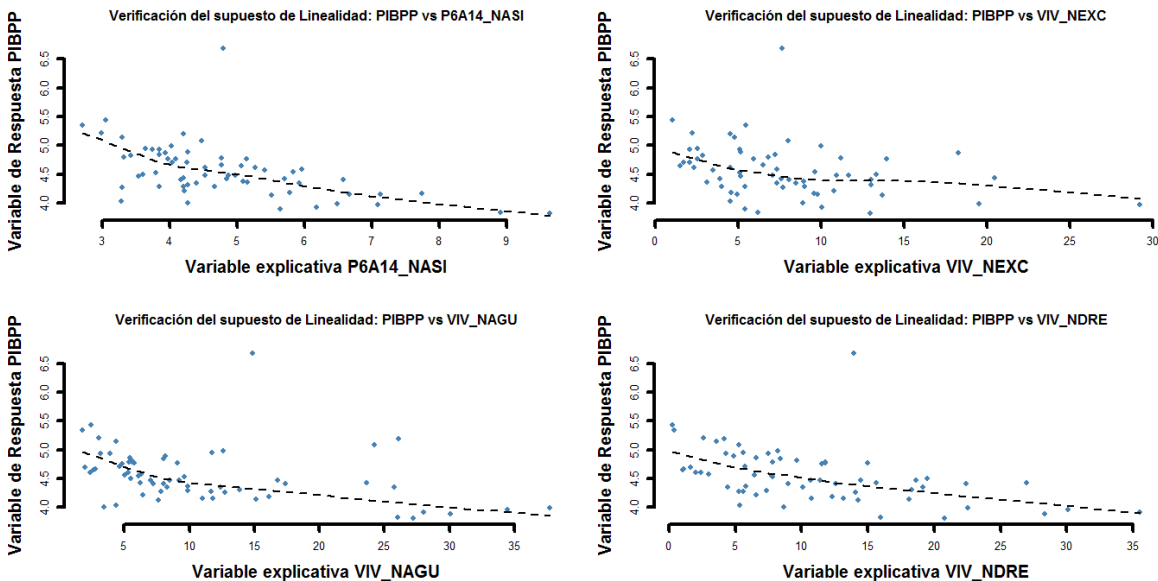 Verificación del supuesto de Linealidad: PIBPP vs P6A14_NASI
Variable de Respuesta PIBPP
6.5
6.0
5.5
5.0
4.5
4.0
3 4 5 6 7 8 9
Variable explicativa P6A14_NASI
Verificación del supuesto de Linealidad: PIBPP vs VIV_NEXC
Variable de Respuesta PIBPP
6.5
6.0
5.5
5.0
4.5
4.0
0 5 10 15 20 25 30
Variable explicativa VIV_NEXC
Verificación del supuesto de Linealidad: PIBPP vs VIV_NAGU
Variable de Respuesta PIBPP
6.5
6.0
5.5
5.0
4.5
4.0
5 10 15 20 25 30 35
Variable explicativa VIV_NAGU
Verificación del supuesto de Linealidad: PIBPP vs VIV_NDRE
Variable de Respuesta PIBPP
6.5
6.0
5.5
5.0
4.5
4.0
0 5 10 15 20 25 30 35
Variable explicativa VIV_NDRE